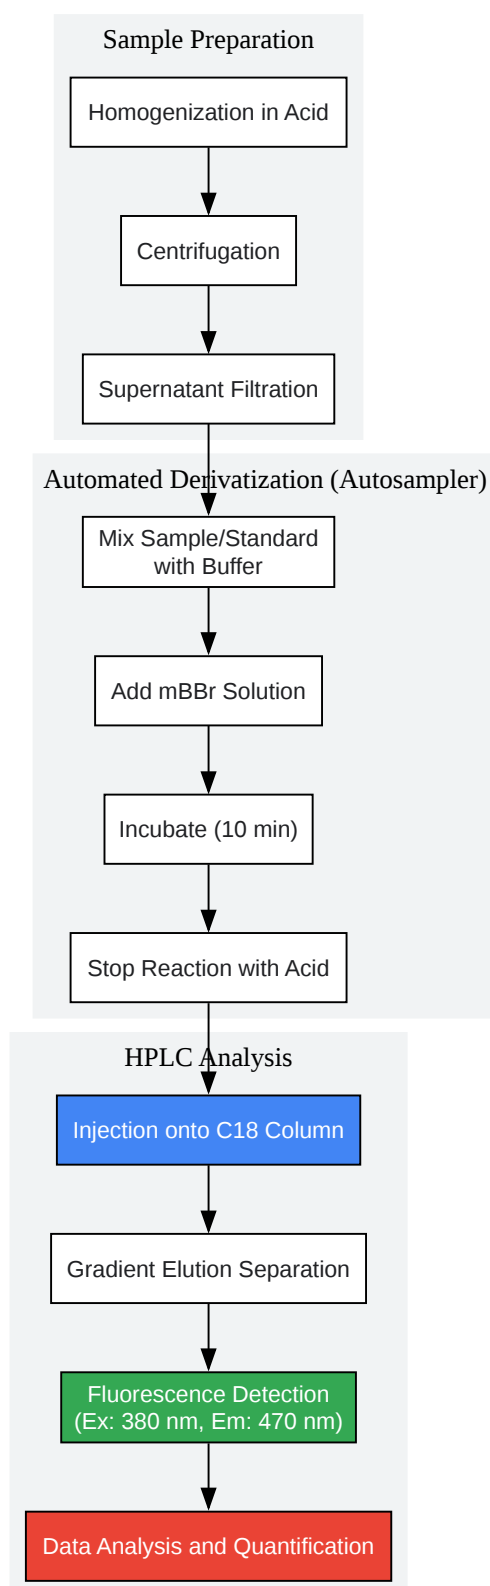 Sample Preparation
Homogenization in Acid
Centrifugation
Supernatant Filtration
Automated Derivatization (Autosampler)
Mix Sample/Standard
with Buffer
Add mBBr Solution
Incubate (10 min)
Stop Reaction with Acid
HPLC Analysis
Injection onto C18 Column
Gradient Elution Separation
Fluorescence Detection
(Ex: 380 nm, Em: 470 nm)
Data Analysis and Quantification